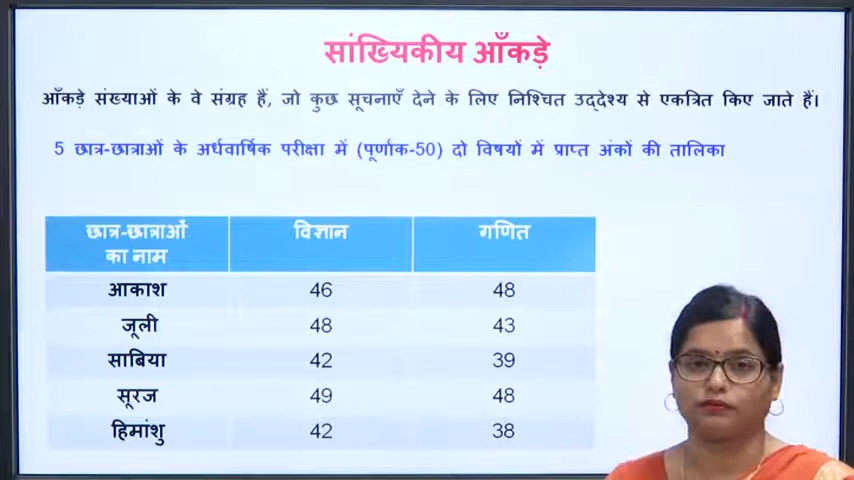 सांख्यिकीय आँकड़े
आँकड़े संख्याओं के वे संग्रह हैं, जो कुछ सूचनाएँ देने के लिए निश्चित उद्देश्य से एकत्रित किए जाते हैं।
5 छात्र-छात्राओं के अर्धवार्षिक परीक्षा में (पूर्णांक-50) दो विषयों में प्राप्त अंकों की तालिका
छात्र-छात्राओं का नाम विज्ञान गणित
आकाश 46 48
जूली 48 43
साबिया 42 39
सूरज 49 48
हिमांशु 42 38